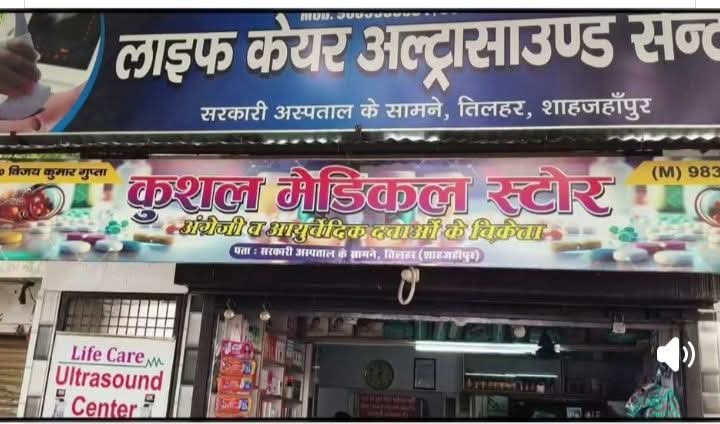 लाइफ केयर अल्ट्रासाउण्ड
सरकारी अस्पताल के सामने, तिलहर, शाहजहाँपुर
विजय कुमार गुप्ता
कुशल मेडिकल स्टोर
(M) 983
अंग्रेजी व आयुर्वेदिक दवाओं के विक्रेता
पता : सरकारी अस्पताल के सामने, तिलहर (शाहजहाँपुर)
Life Care
Ultrasound
Center